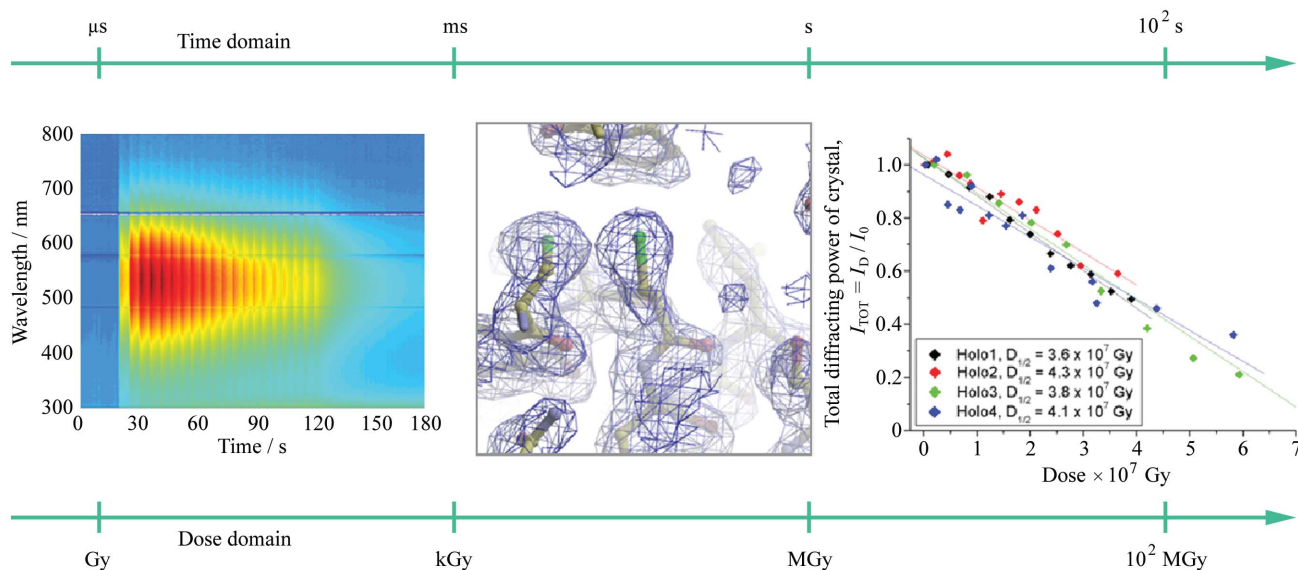 μs
ms
s
10² s
Time domain
800
700
600
500
400
300
Wavelength / nm
0
30
60
90
120
150
180
Time / s
Total diffracting power of crystal,
I_TOT = I_D / I_0
1.0
0.8
0.6
0.4
0.2
0
Holo1, D_1/2 = 3.6 x 10⁷ Gy
Holo2, D_1/2 = 4.3 x 10⁷ Gy
Holo3, D_1/2 = 3.8 x 10⁷ Gy
Holo4, D_1/2 = 4.1 x 10⁷ Gy
0
1
2
3
4
5
6
7
Dose × 10⁷ Gy
Dose domain
Gy
kGy
MGy
10² MGy